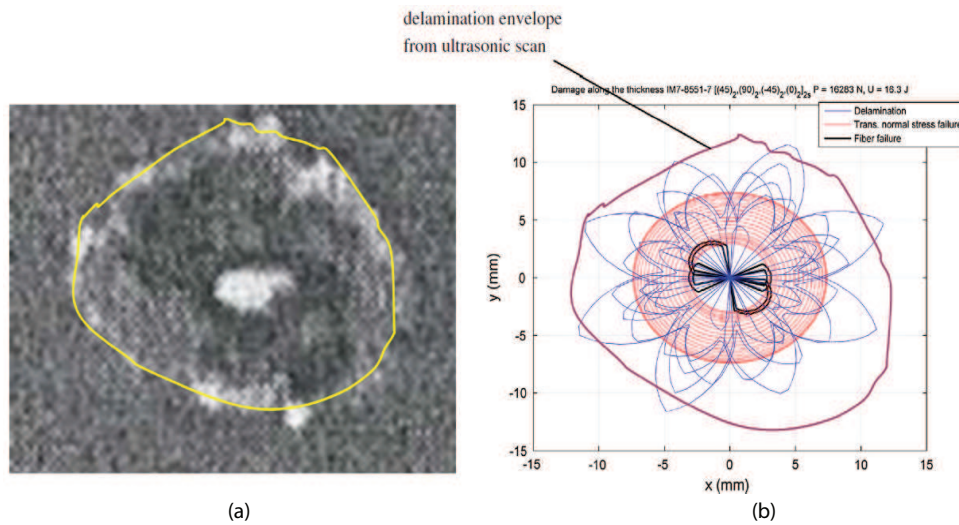 delamination envelope
from ultrasonic scan
Damage along the thickness IM7-8551-7 [(45)2,(90)2,(-45)2,(0)2]2s P = 16283 N, U = 16.3 J
15
10
5
0
-5
-10
-15
y (mm)
-15 -10 -5 0 5 10 15
x (mm)
Delamination
Trans. normal stress failure
Fiber failure
(a) (b)